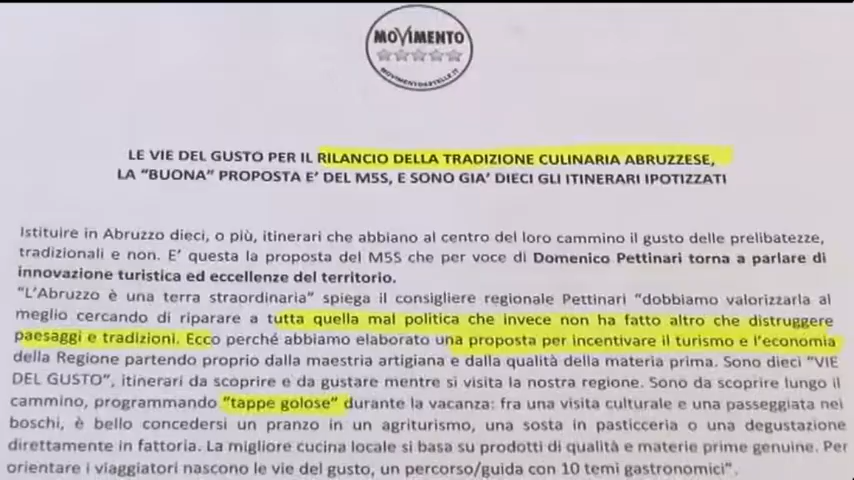 MOVIMENTO
MOVIMENTO5STELLE.IT
LE VIE DEL GUSTO PER IL RILANCIO DELLA TRADIZIONE CULINARIA ABRUZZESE,
LA “BUONA” PROPOSTA E’ DEL M5S, E SONO GIA’ DIECI GLI ITINERARI IPOTIZZATI
Istituire in Abruzzo dieci, o più, itinerari che abbiano al centro del loro cammino il gusto delle prelibatezze,
tradizionali e non. E’ questa la proposta del M5S che per voce di Domenico Pettinari torna a parlare di
innovazione turistica ed eccellenze del territorio.
“L’Abruzzo è una terra straordinaria” spiega il consigliere regionale Pettinari “dobbiamo valorizzarla al
meglio cercando di riparare a tutta quella mal politica che invece non ha fatto altro che distruggere
paesaggi e tradizioni. Ecco perché abbiamo elaborato una proposta per incentivare il turismo e l’economia
della Regione partendo proprio dalla maestria artigiana e dalla qualità della materia prima. Sono dieci “VIE
DEL GUSTO”, itinerari da scoprire e da gustare mentre si visita la nostra regione. Sono da scoprire lungo il
cammino, programmando “tappe golose” durante la vacanza: fra una visita culturale e una passeggiata nei
boschi, è bello concedersi un pranzo in un agriturismo, una sosta in pasticceria o una degustazione
direttamente in fattoria. La migliore cucina locale si basa su prodotti di qualità e materie prime genuine. Per
orientare i viaggiatori nascono le vie del gusto, un percorso/guida con 10 temi gastronomici”.